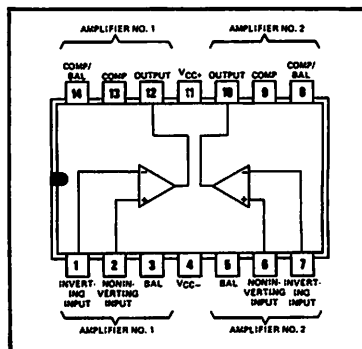 AMPLIFIER NO. 1 AMPLIFIER NO. 2
COMP/
BAL COMP OUTPUT VCC+ OUTPUT COMP COMP/
BAL
14 13 12 11 10 9 8
- -
+ +
1 2 3 4 5 6 7
INVERT-
ING
INPUT NONIN-
VERTING
INPUT BAL VCC- BAL NONIN-
VERTING
INPUT INVERT-
ING
INPUT
AMPLIFIER NO. 1 AMPLIFIER NO. 2